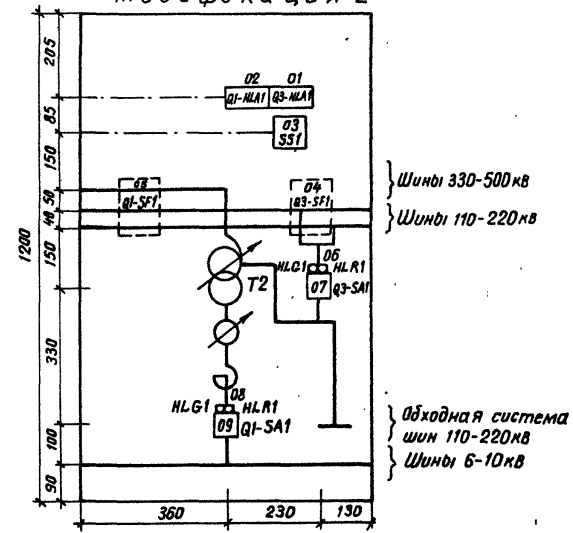 Модификация 2
205
85
150
50
40
150
330
100
90
1200
02 01
Q1-HLA1 Q3-HLA1
03
SS1
05
Q1-SF1
04
Q3-SF1
Шины 330-500кв
Шины 110-220кв
06
HLG1 HLR1
07 Q3-SA1
T2
08
HLG1 HLR1
09 Q1-SA1
Обходная система
шин 110-220кв
Шины 6-10кв
360 230 130